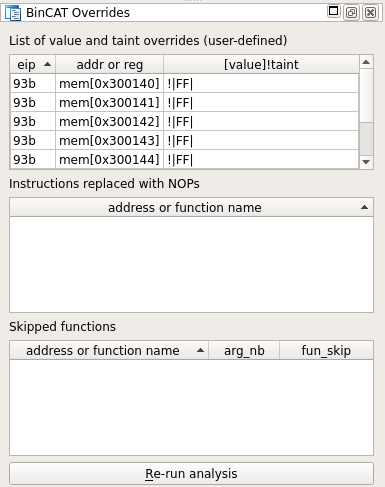 BinCAT Overrides
List of value and taint overrides (user-defined)
eip addr or reg [value]!taint
93b mem[0x300140] !|FF|
93b mem[0x300141] !|FF|
93b mem[0x300142] !|FF|
93b mem[0x300143] !|FF|
93b mem[0x300144] !|FF|
Instructions replaced with NOPs
address or function name
Skipped functions
address or function name arg_nb fun_skip
Re-run analysis